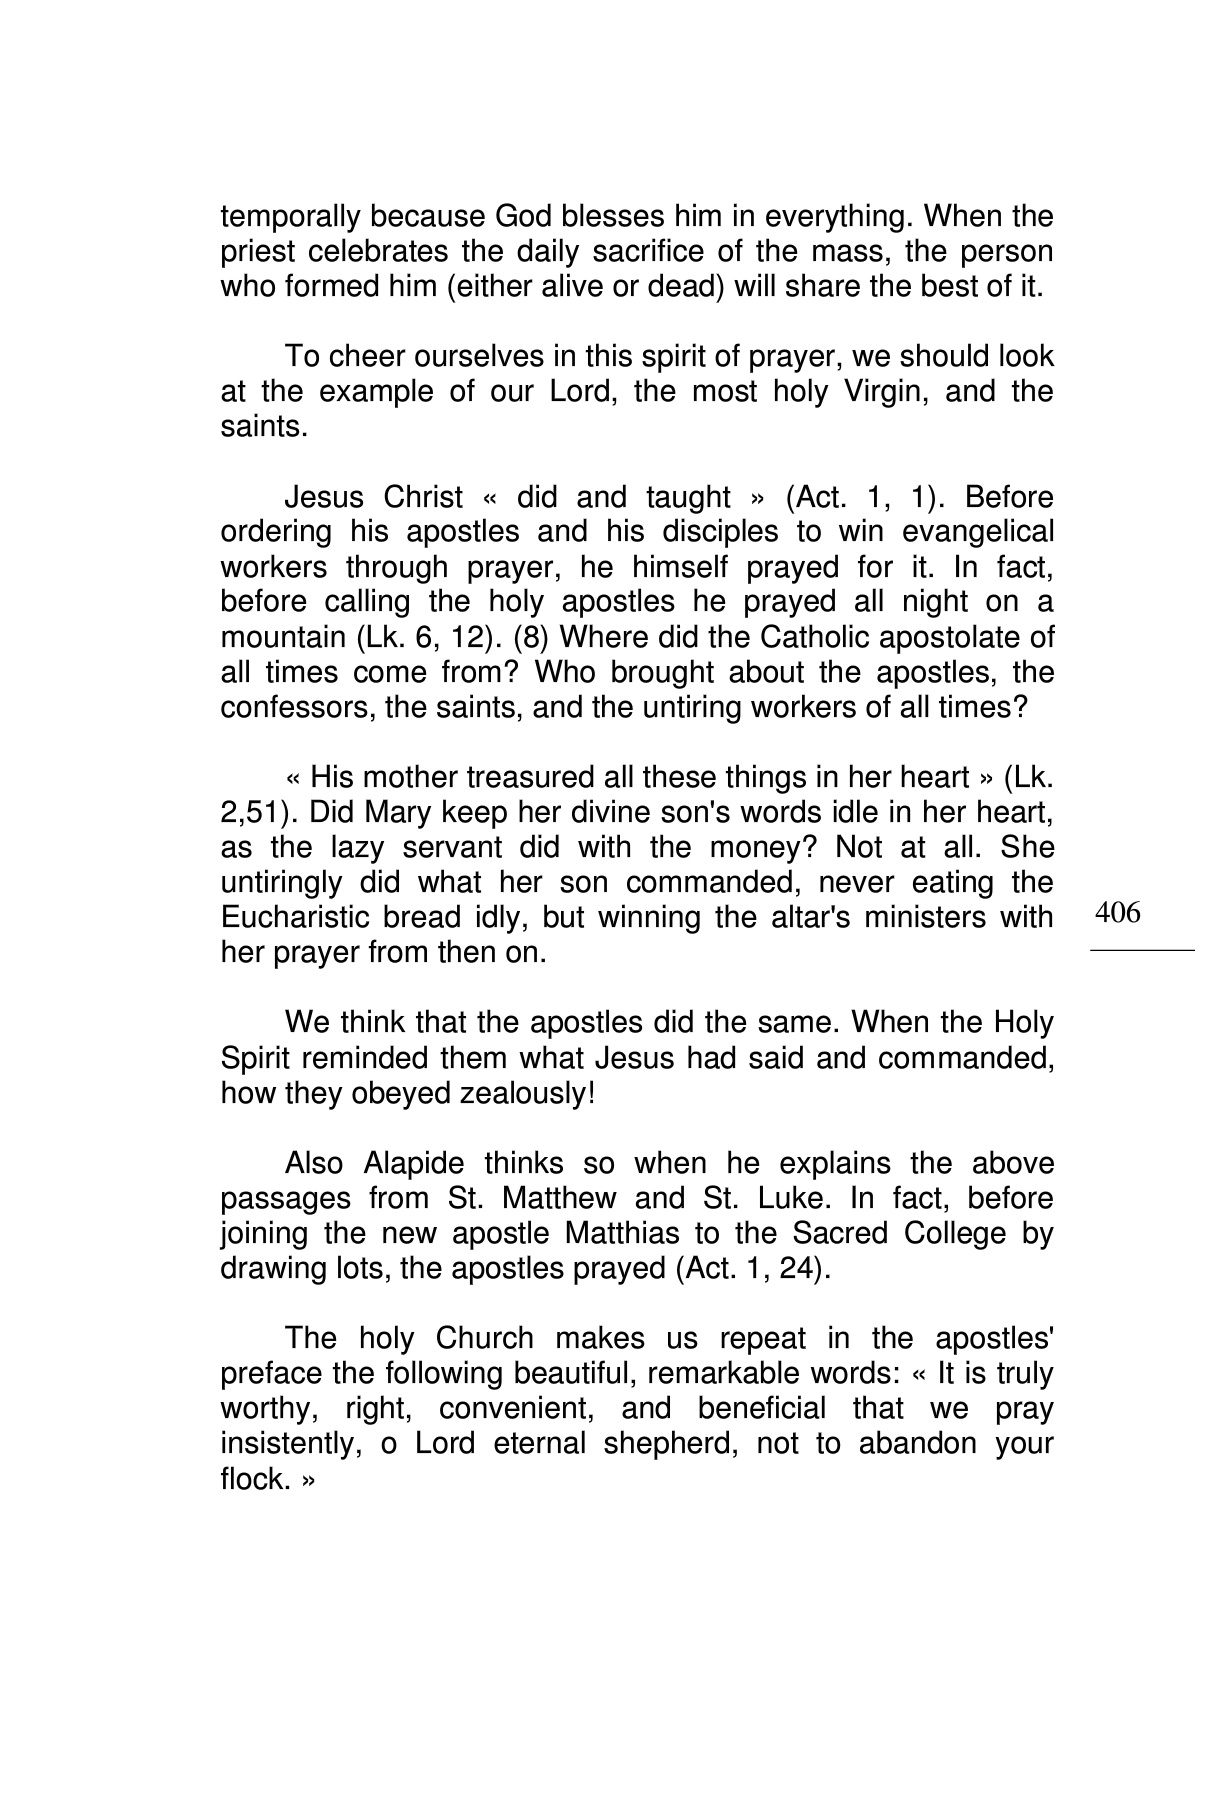 temporally because God blesses him in everything. When the
priest celebrates the daily sacrifice of the mass, the person
who formed him (either alive or dead) will share the best of it.
To cheer ourselves in this spirit of prayer, we should look
at the example of our Lord, the most holy Virgin, and the
saints.
Jesus Christ « did and taught » (Act. 1, 1). Before
ordering his apostles and his disciples to win evangelical
workers through prayer, he himself prayed for it. In fact,
before calling the holy apostles he prayed all night on a
mountain (Lk. 6, 12). (8) Where did the Catholic apostolate of
all times come from? Who brought about the apostles, the
confessors, the saints, and the untiring workers of all times?
« His mother treasured all these things in her heart » (Lk.
2,51). Did Mary keep her divine son's words idle in her heart,
as the lazy servant did with the money? Not at all. She
untiringly did what her son commanded, never eating the
Eucharistic bread idly, but winning the altar's ministers with
her prayer from then on.
406
We think that the apostles did the same. When the Holy
Spirit reminded them what Jesus had said and commanded,
how they obeyed zealously!
Also Alapide thinks so when he explains the above
passages from St. Matthew and St. Luke. In fact, before
joining the new apostle Matthias to the Sacred College by
drawing lots, the apostles prayed (Act. 1, 24).
The holy Church makes us repeat in the apostles'
preface the following beautiful, remarkable words: « It is truly
worthy, right, convenient, and beneficial that we pray
insistently, o Lord eternal shepherd, not to abandon your
flock. »